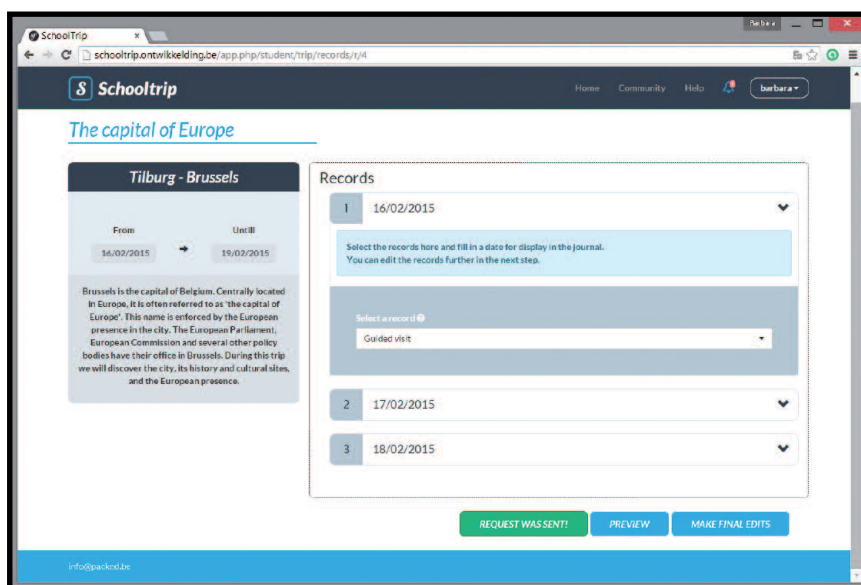 Barbara
SchoolTrip
schooltrip.ontwikkelding.be/app.php/student/trip/records/r/4
S Schooltrip
Home Community Help barbara
The capital of Europe
Tilburg - Brussels
From Untill
16/02/2015 19/02/2015
Brussels is the capital of Belgium. Centrally located
in Europe, it is often referred to as 'the capital of
Europe'. This name is enforced by the European
presence in the city. The European Parliament,
European Commission and several other policy
bodies have their office in Brussels. During this trip
we will discover the city, its history and cultural sites,
and the European presence.
Records
1 16/02/2015
Select the records here and fill in a date for display in the journal.
You can edit the records further in the next step.
Select a record
Guided visit
2 17/02/2015
3 18/02/2015
REQUEST WAS SENT! PREVIEW MAKE FINAL EDITS
info@packed.be